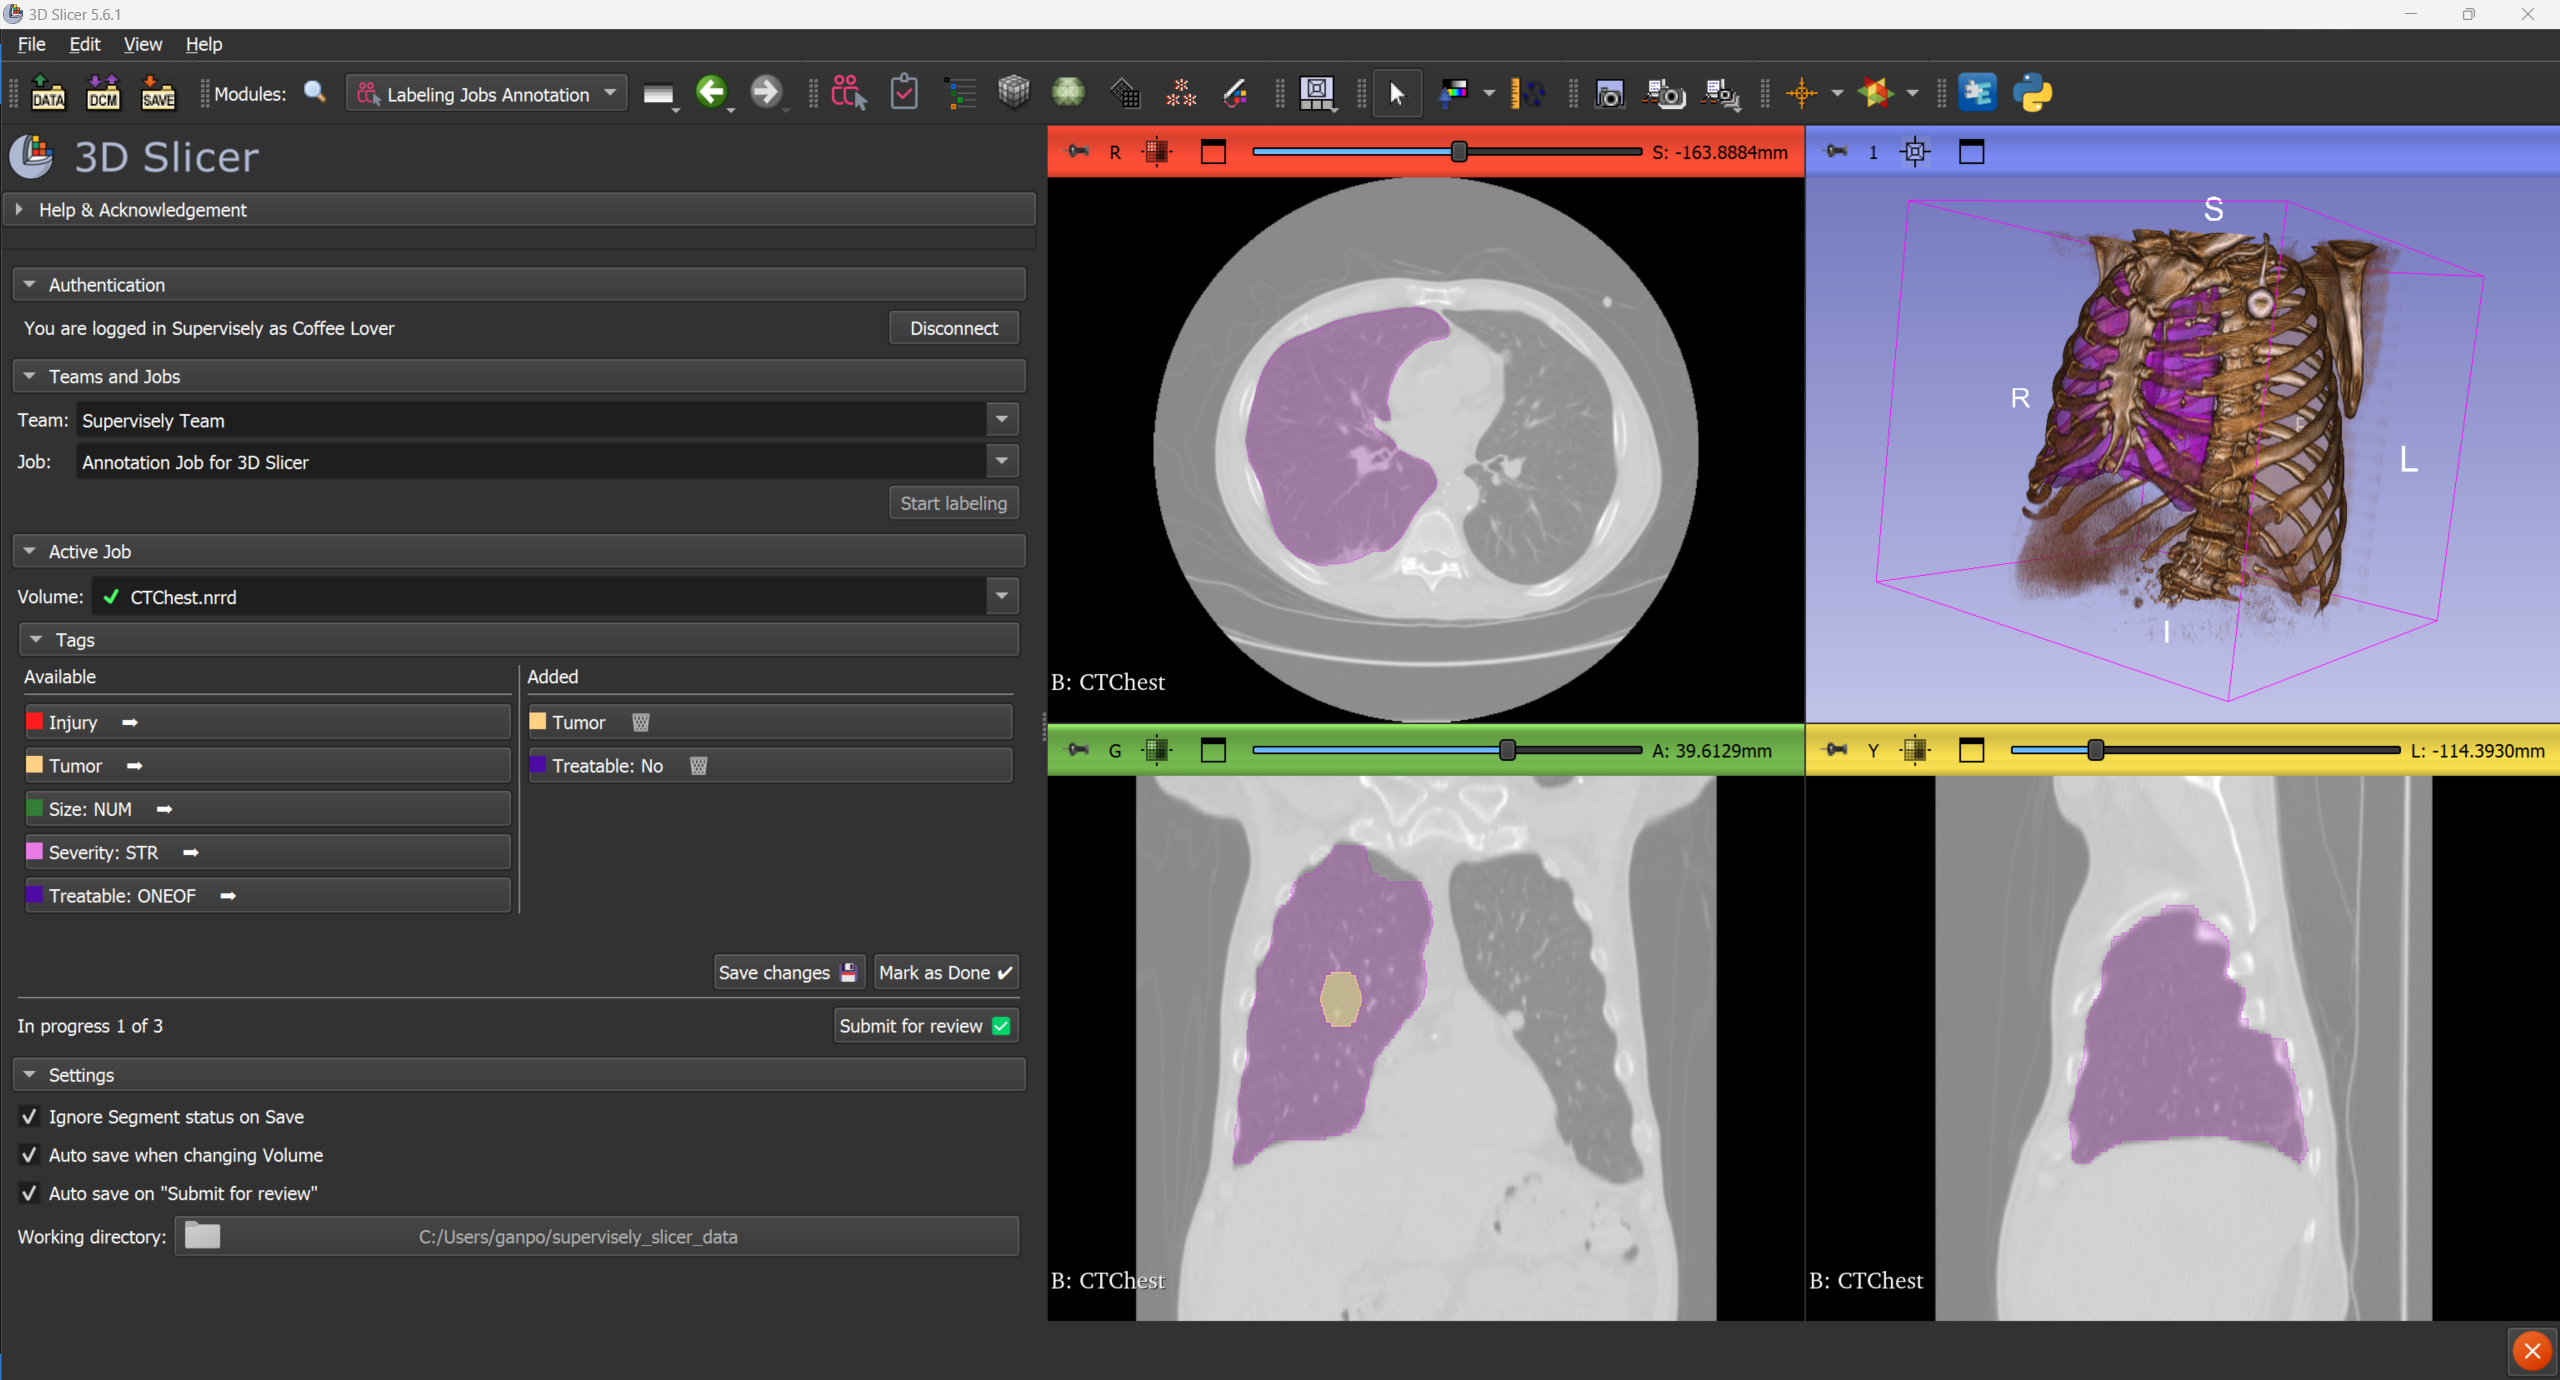 3D Slicer 5.6.1
File Edit View Help
DATA DCM SAVE Modules: Labeling Jobs Annotation
3D Slicer
Help & Acknowledgement
Authentication
You are logged in Supervisely as Coffee Lover Disconnect
Teams and Jobs
Team: Supervisely Team
Job: Annotation Job for 3D Slicer
Start labeling
Active Job
Volume: CTChest.nrrd
Tags
Available Added
Injury
Tumor
Size: NUM
Severity: STR
Treatable: ONEOF
Tumor
Treatable: No
Save changes Mark as Done
In progress 1 of 3 Submit for review
Settings
Ignore Segment status on Save
Auto save when changing Volume
Auto save on "Submit for review"
Working directory: C:/Users/ganpo/supervisely_slicer_data
R S: -163.8884mm
B: CTChest
1
S
R
L
P
I
G A: 39.6129mm
B: CTChest
Y L: -114.3930mm
B: CTChest